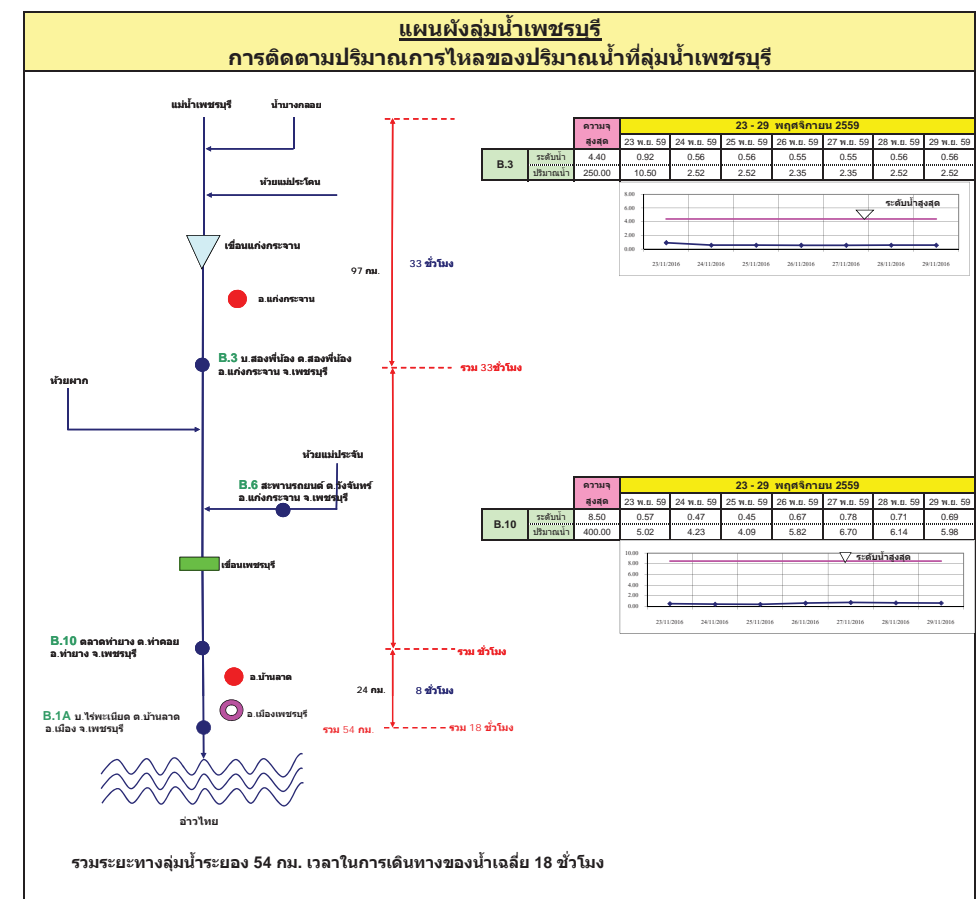 แผนผังลุ่มน้ำเพชรบุรี
การติดตามปริมาณการไหลของปริมาณน้ำที่ลุ่มน้ำเพชรบุรี
แม่น้ำเพชรบุรี
น้ำบางกลอย
ห้วยแม่ประโดน
เขื่อนแก่งกระจาน
97 กม.
33 ชั่วโมง
อ.แก่งกระจาน
B.3 บ.สองพี่น้อง ต.สองพี่น้อง
อ.แก่งกระจาน จ.เพชรบุรี
รวม 33ชั่วโมง
ห้วยผาก
ห้วยแม่ประจัน
B.6 สะพานรถยนต์ ต.วังจันทร์
อ.แก่งกระจาน จ.เพชรบุรี
เขื่อนเพชรบุรี
B.10 ตลาดท่ายาง ต.ท่าคอย
อ.ท่ายาง จ.เพชรบุรี
รวม ชั่วโมง
อ.บ้านลาด
24 กม.
8 ชั่วโมง
อ.เมืองเพชรบุรี
B.1A บ.ไร่พะเนียด ต.บ้านลาด
อ.เมือง จ.เพชรบุรี
รวม 54 กม.
รวม 18 ชั่วโมง
อ่าวไทย
รวมระยะทางลุ่มน้ำระยอง 54 กม. เวลาในการเดินทางของน้ำเฉลี่ย 18 ชั่วโมง
ความจุ 23 - 29 พฤศจิกายน 2559
สูงสุด 23 พ.ย. 59 24 พ.ย. 59 25 พ.ย. 59 26 พ.ย. 59 27 พ.ย. 59 28 พ.ย. 59 29 พ.ย. 59
B.3
ระดับน้ำ 4.40 0.92 0.56 0.56 0.55 0.55 0.56 0.56
ปริมาณน้ำ 250.00 10.50 2.52 2.52 2.35 2.35 2.52 2.52
ระดับน้ำสูงสุด
8.00
6.00
4.00
2.00
0.00
23/11/2016 24/11/2016 25/11/2016 26/11/2016 27/11/2016 28/11/2016 29/11/2016
ความจุ 23 - 29 พฤศจิกายน 2559
สูงสุด 23 พ.ย. 59 24 พ.ย. 59 25 พ.ย. 59 26 พ.ย. 59 27 พ.ย. 59 28 พ.ย. 59 29 พ.ย. 59
B.10
ระดับน้ำ 8.50 0.57 0.47 0.45 0.67 0.78 0.71 0.69
ปริมาณน้ำ 400.00 5.02 4.23 4.09 5.82 6.70 6.14 5.98
ระดับน้ำสูงสุด
10.00
8.00
6.00
4.00
2.00
0.00
23/11/2016 24/11/2016 25/11/2016 26/11/2016 27/11/2016 28/11/2016 29/11/2016